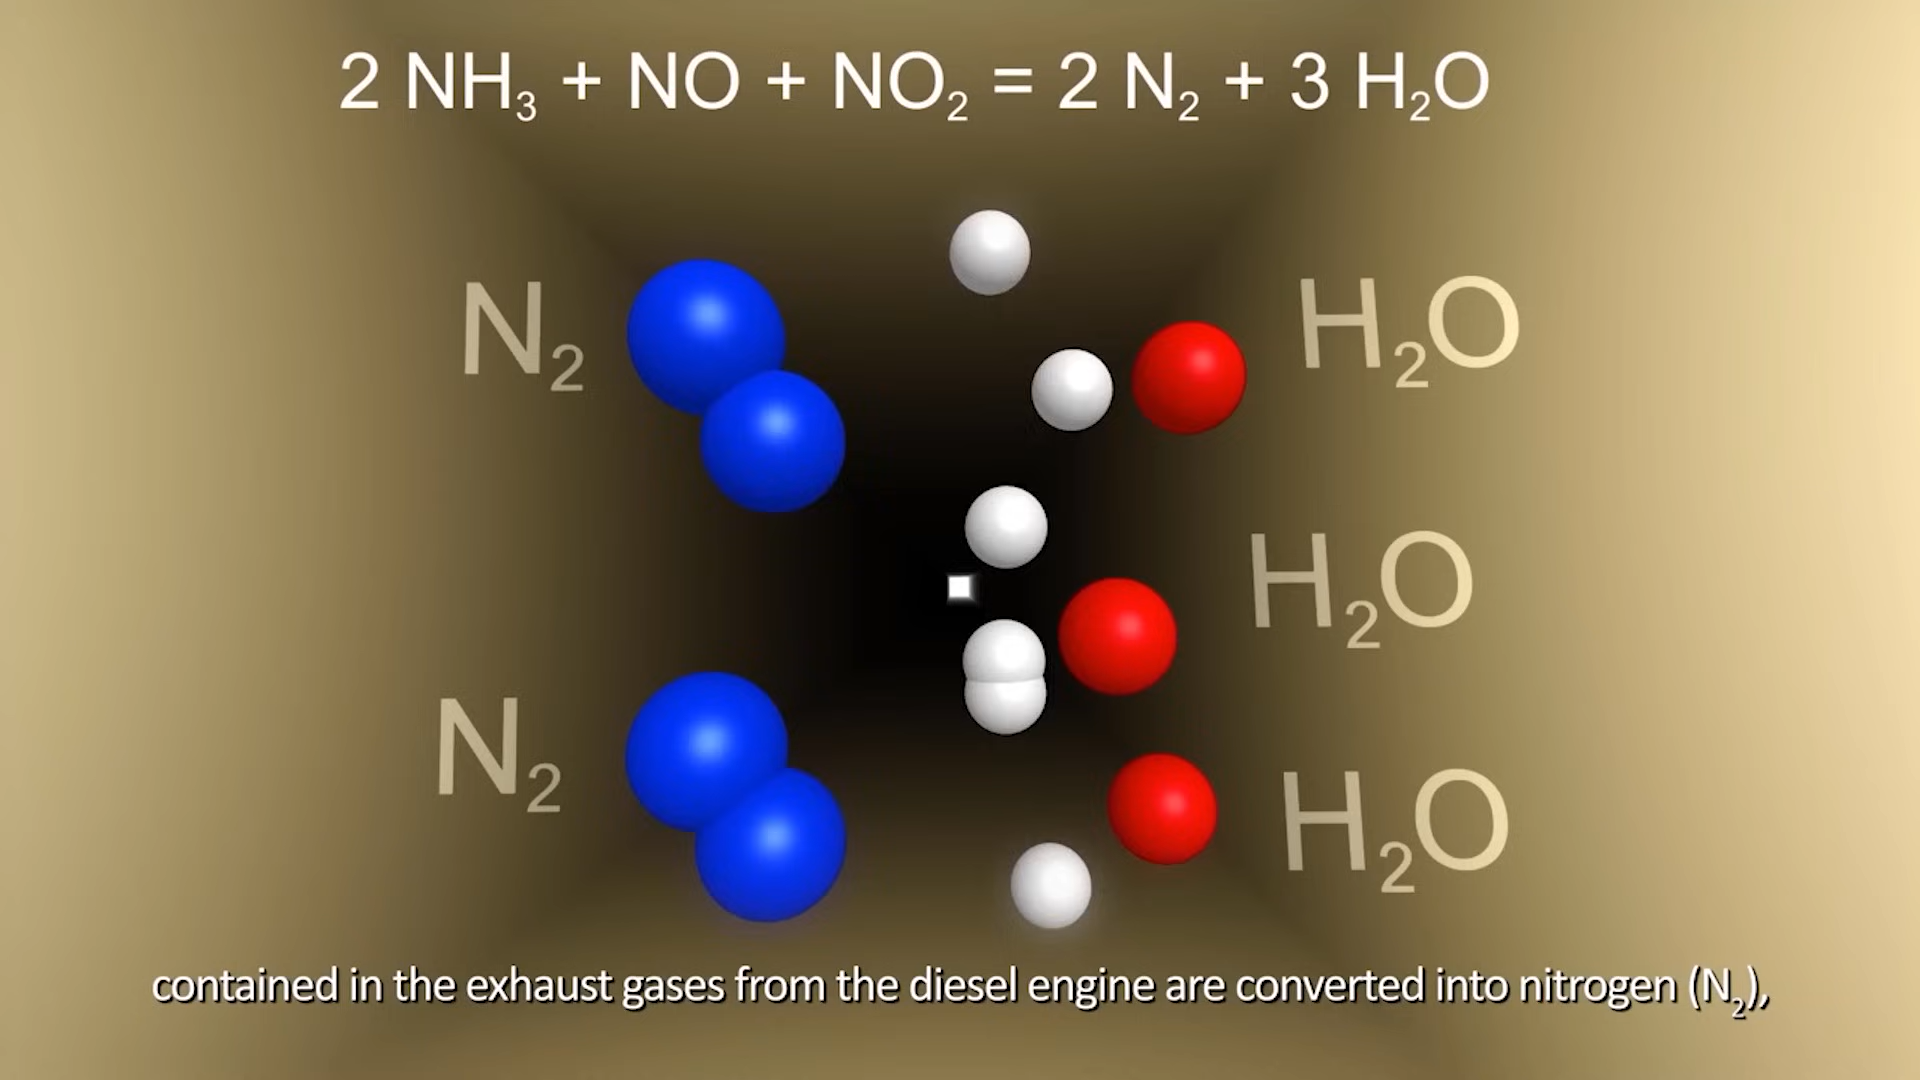 2 NH₃ + NO + NO₂ = 2 N₂ + 3 H₂O
N₂
H₂O
H₂O
N₂
H₂O
contained in the exhaust gases from the diesel engine are converted into nitrogen (N₂),